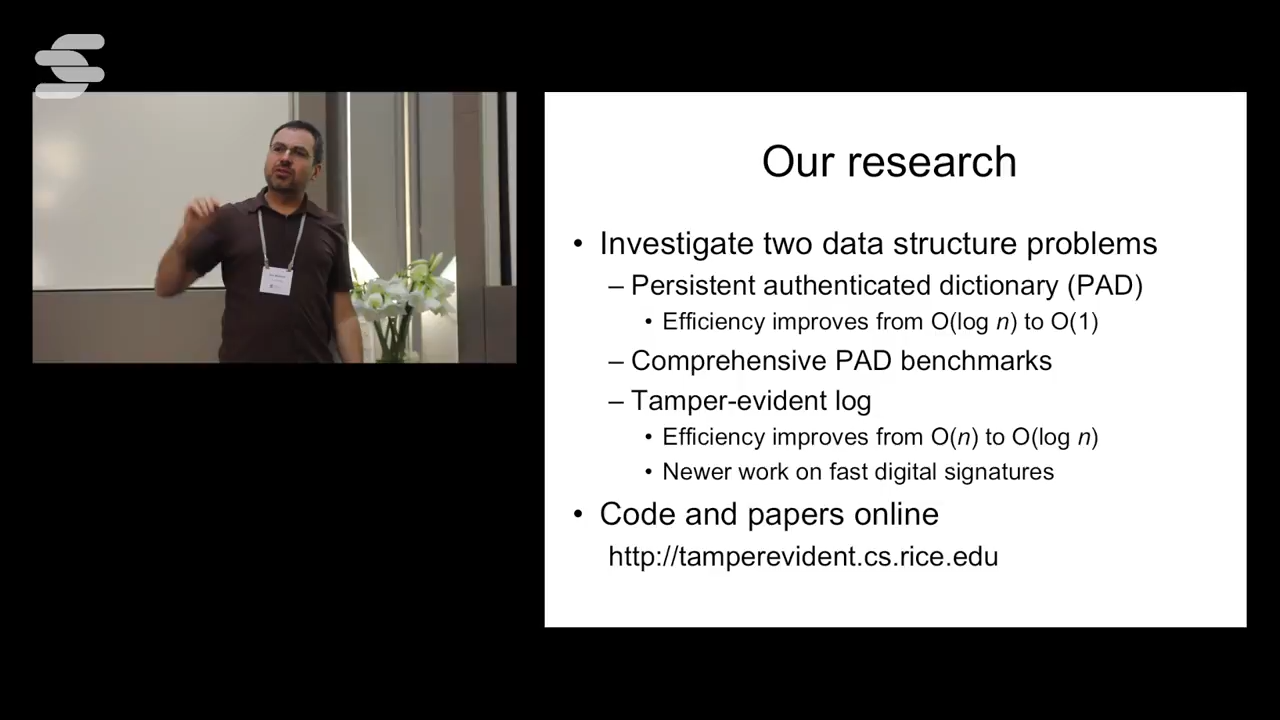 Our research
• Investigate two data structure problems
– Persistent authenticated dictionary (PAD)
• Efficiency improves from O(log n) to O(1)
– Comprehensive PAD benchmarks
– Tamper-evident log
• Efficiency improves from O(n) to O(log n)
• Newer work on fast digital signatures
• Code and papers online
http://tamperevident.cs.rice.edu